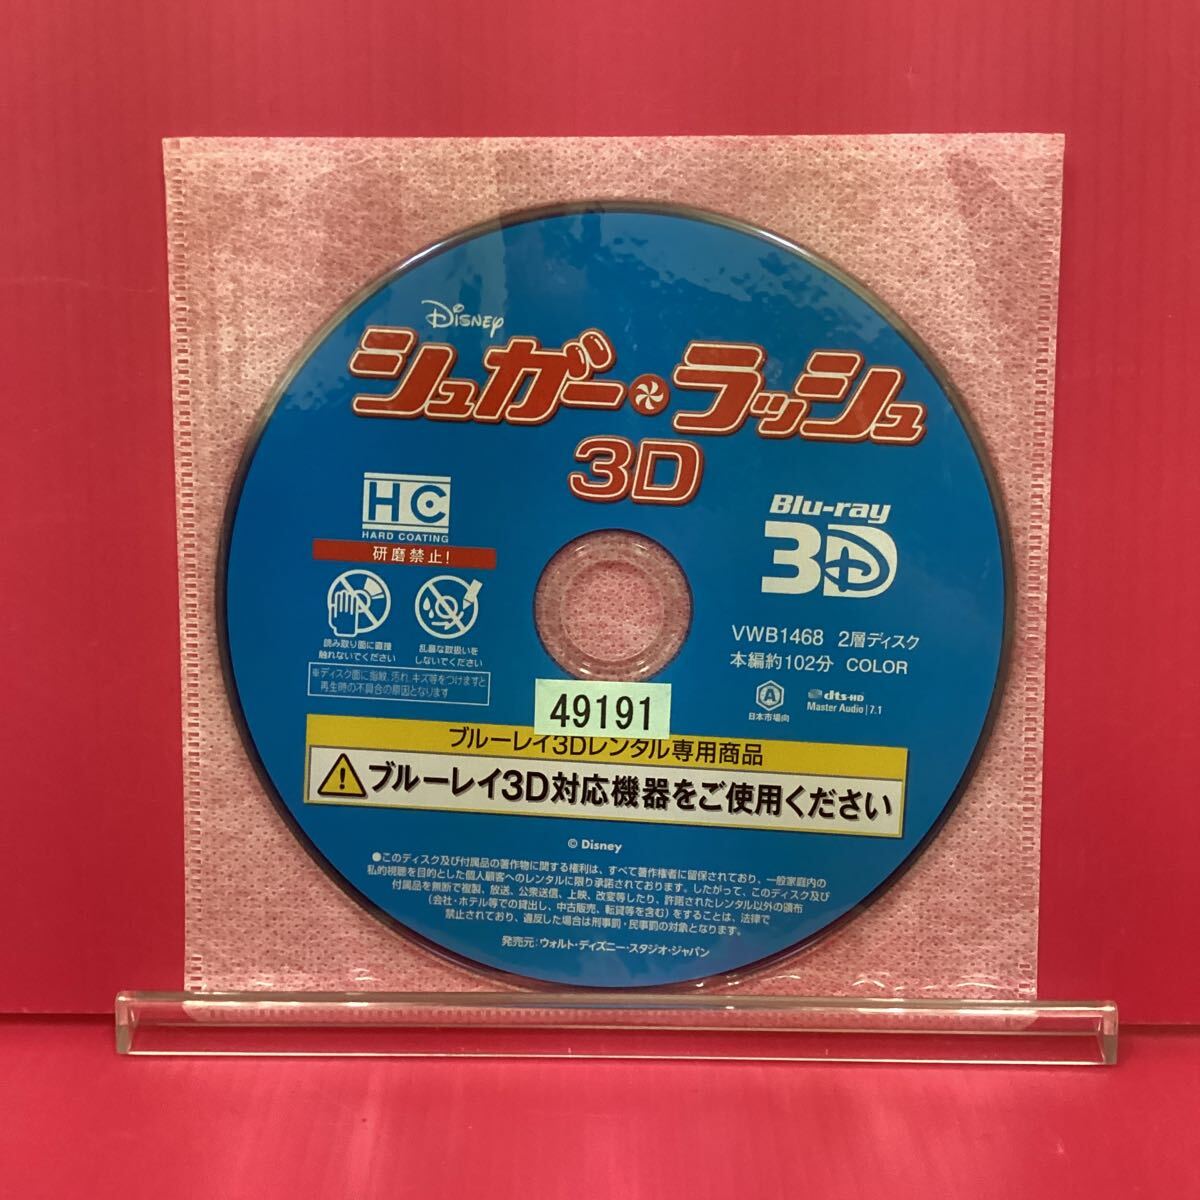 DISNEY
シュガー・ラッシュ
3D
HC
HARD COATING
研磨禁止!
読み取り面に直接
触れないでください
乱暴な取扱いを
しないでください
※ディスク面に指紋、汚れ、キズ等をつけますと
再生時の不具合の原因となります
Blu-ray
3D
VWB1468 2層ディスク
本編約102分 COLOR
A
日本市場向
dts-HD
Master Audio | 7.1
49191
ブルーレイ3Dレンタル専用商品
ブルーレイ3D対応機器をご使用ください
© Disney
●このディスク及び付属品の著作物に関する権利は、すべて著作権者に留保されており、一般家庭内の
私的視聴を目的とした個人顧客へのレンタルに限り承諾されております。したがって、このディスク及び
付属品を無断で複製、放送、公衆送信、上映、改変等したり、許諾されたレンタル以外の頒布
(会社・ホテル等での貸出し、中古販売、転貸等を含む)をすることは、法律で
禁止されており、違反した場合は刑事罰・民事罰の対象となります。
発売元:ウォルト・ディズニー・スタジオ・ジャパン